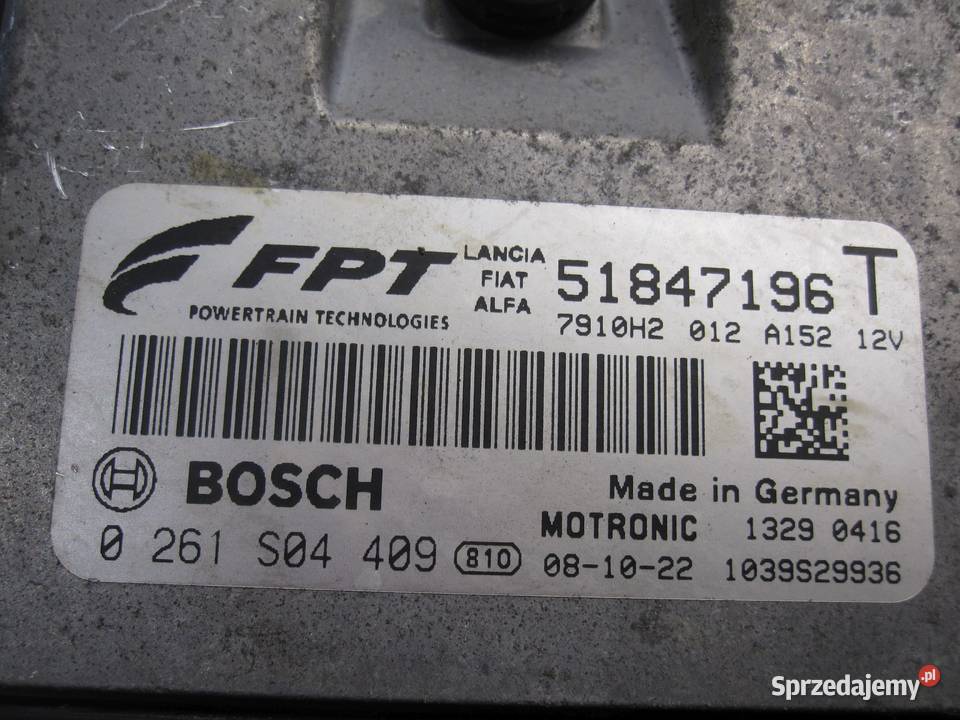 FPT
POWERTRAIN TECHNOLOGIES
LANCIA
FIAT
ALFA
51847196 T
7910H2 012 A152 12V
BOSCH
Made in Germany
MOTRONIC 1329 0416
0 261 S04 409 810 08-10-22 1039S29936
Sprzedajemy.pl